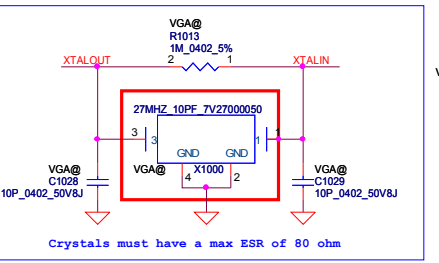 VGA@
R1013
1M_0402_5%
XTALOUT 2 1 XTALIN
V
27MHZ_10PF_7V27000050
3 3 1 1
GND GND
VGA@ X1000
4 2
VGA@
C1028
10P_0402_50V8J
VGA@
C1029
10P_0402_50V8J
Crystals must have a max ESR of 80 ohm